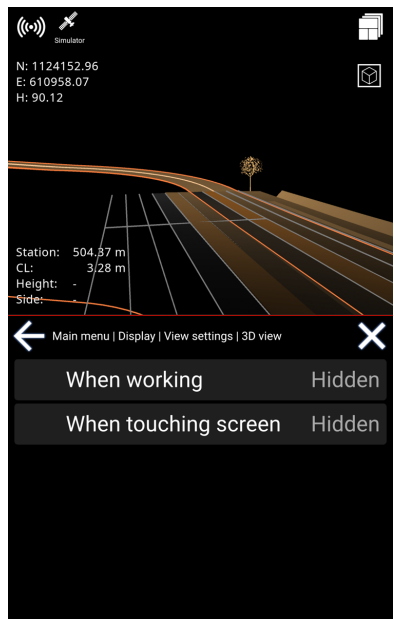 Simulator
N: 1124152.96
E: 610958.07
H: 90.12
Station: 504.37 m
CL: 3.28 m
Height: -
Side: -
Main menu | Display | View settings | 3D view
When working Hidden
When touching screen Hidden